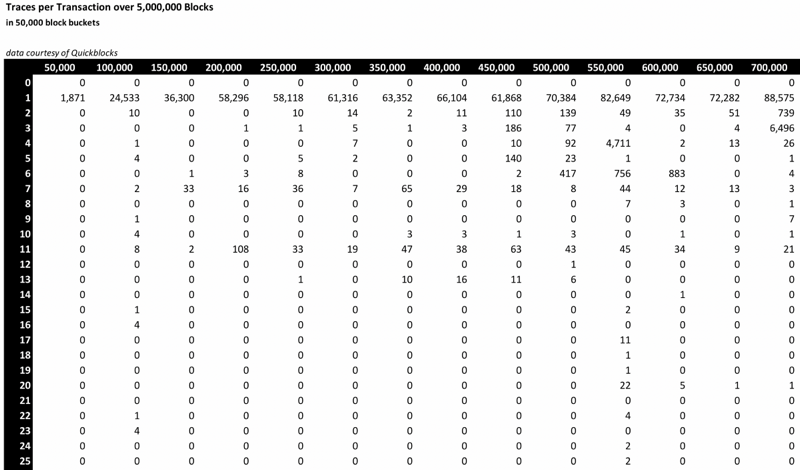 Traces per Transaction over 5,000,000 Blocks
in 50,000 block buckets
data courtesy of Quickblocks
50,000 100,000 150,000 200,000 250,000 300,000 350,000 400,000 450,000 500,000 550,000 600,000 650,000 700,000
0 0 0 0 0 0 0 0 0 0 0 0 0 0 0
1 1,871 24,533 36,300 58,296 58,118 61,316 63,352 66,104 61,868 70,384 82,649 72,734 72,282 88,575
2 0 10 0 0 10 14 2 11 110 139 49 35 51 739
3 0 0 0 1 1 5 1 3 186 77 4 0 4 6,496
4 0 1 0 0 0 7 0 0 10 92 4,711 2 13 26
5 0 4 0 0 5 2 0 0 140 23 1 0 0 1
6 0 0 1 3 8 0 0 0 2 417 756 883 0 4
7 0 2 33 16 36 7 65 29 18 8 44 12 13 3
8 0 0 0 0 0 0 0 0 0 0 7 3 0 1
9 0 1 0 0 0 0 0 0 0 0 0 0 0 7
10 0 4 0 0 0 0 3 3 1 3 0 1 0 1
11 0 8 2 108 33 19 47 38 63 43 45 34 9 21
12 0 0 0 0 0 0 0 0 0 1 0 0 0 0
13 0 0 0 0 1 0 10 16 11 6 0 0 0 0
14 0 0 0 0 0 0 0 0 0 0 0 1 0 0
15 0 1 0 0 0 0 0 0 0 0 2 0 0 0
16 0 4 0 0 0 0 0 0 0 0 0 0 0 0
17 0 0 0 0 0 0 0 0 0 0 11 0 0 0
18 0 0 0 0 0 0 0 0 0 0 1 0 0 0
19 0 0 0 0 0 0 0 0 0 0 1 0 0 0
20 0 0 0 0 0 0 0 0 0 0 22 5 1 1
21 0 0 0 0 0 0 0 0 0 0 0 0 0 0
22 0 1 0 0 0 0 0 0 0 0 4 0 0 0
23 0 4 0 0 0 0 0 0 0 0 0 0 0 0
24 0 0 0 0 0 0 0 0 0 0 2 0 0 0
25 0 0 0 0 0 0 0 0 0 0 2 0 0 0